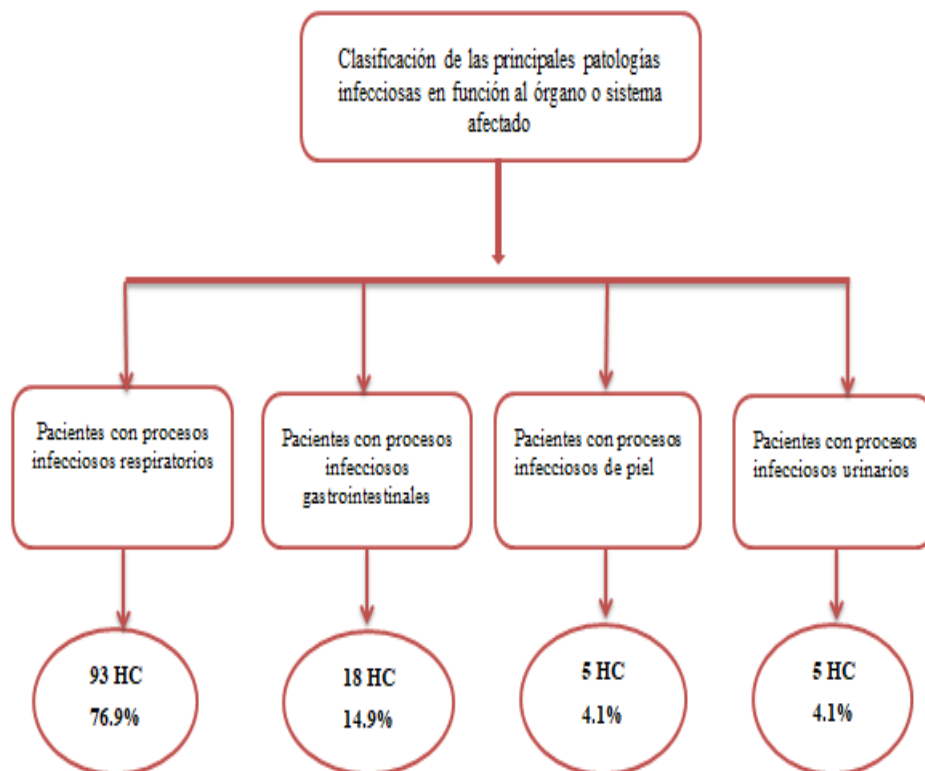 Clasificación de las principales patologías
infecciosas en función al órgano o sistema
afectado
Pacientes con procesos
infecciosos respiratorios
Pacientes con procesos
infecciosos
gastrointestinales
Pacientes con procesos
infecciosos de piel
Pacientes con procesos
infecciosos urinarios
93 HC
76.9%
18 HC
14.9%
5 HC
4.1%
5 HC
4.1%